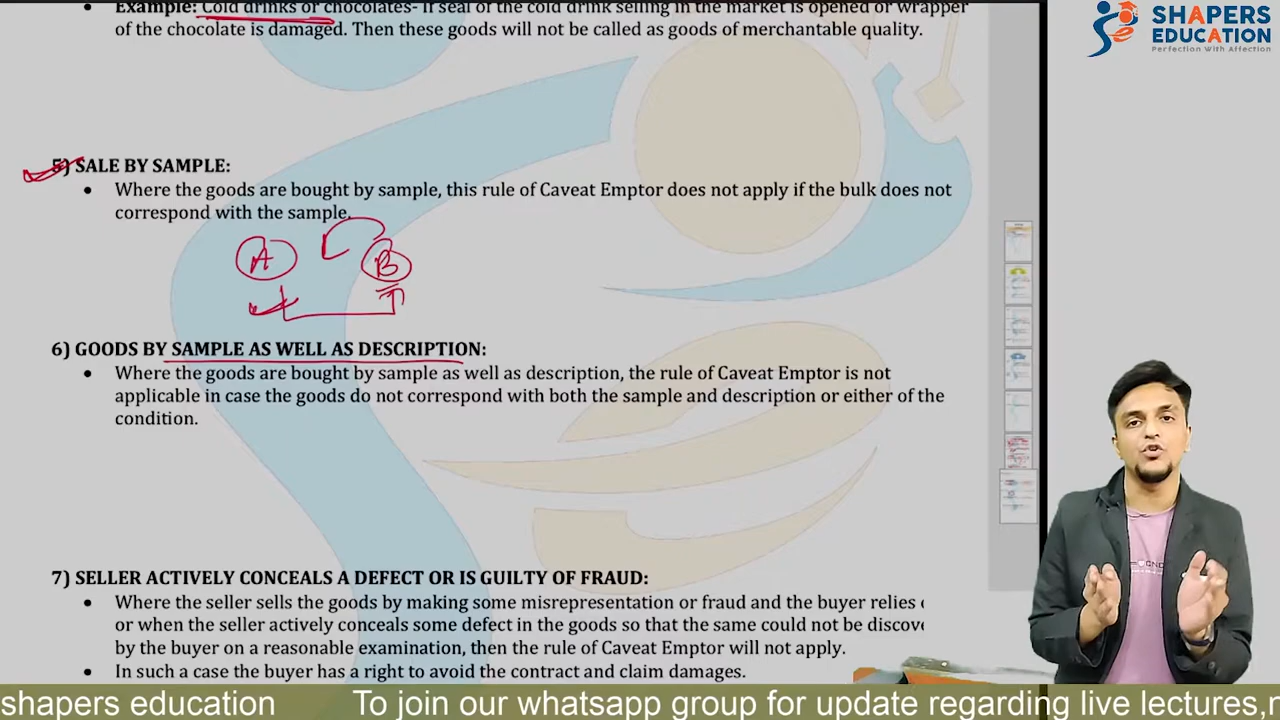 Example: Cold drinks or chocolates- if seal of the cold drink selling in the market is opened or wrapper
of the chocolate is damaged. Then these goods will not be called as goods of merchantable quality.
SHAPERS
EDUCATION
Perfection With Affection
5) SALE BY SAMPLE:
• Where the goods are bought by sample, this rule of Caveat Emptor does not apply if the bulk does not
correspond with the sample.
A B
6) GOODS BY SAMPLE AS WELL AS DESCRIPTION:
• Where the goods are bought by sample as well as description, the rule of Caveat Emptor is not
applicable in case the goods do not correspond with both the sample and description or either of the
condition.
7) SELLER ACTIVELY CONCEALS A DEFECT OR IS GUILTY OF FRAUD:
• Where the seller sells the goods by making some misrepresentation or fraud and the buyer relies
or when the seller actively conceals some defect in the goods so that the same could not be discove
by the buyer on a reasonable examination, then the rule of Caveat Emptor will not apply.
• In such a case the buyer has a right to avoid the contract and claim damages.
shapers education To join our whatsapp group for update regarding live lectures,